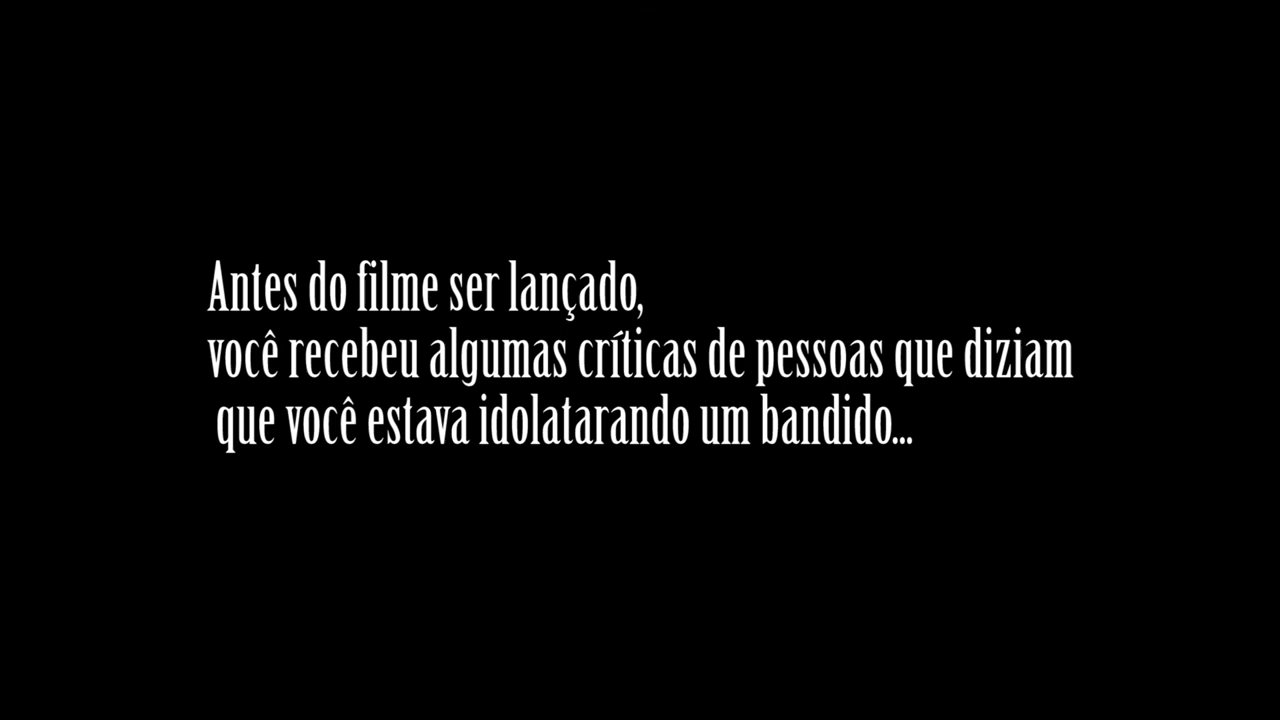 Antes do filme ser lançado,
você recebeu algumas críticas de pessoas que diziam
que você estava idolatarando um bandido...